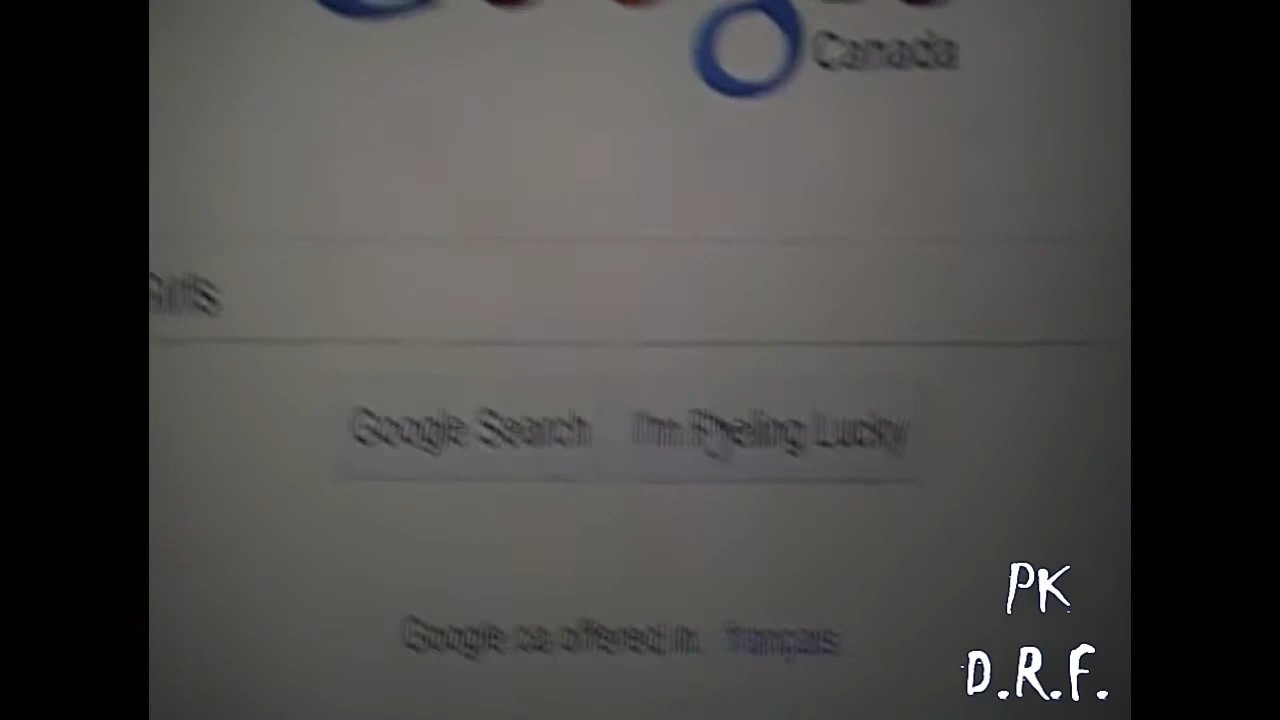 Canada
Google Search I'm Feeling Lucky
Google.ca offered in: français
PK
D.R.F.